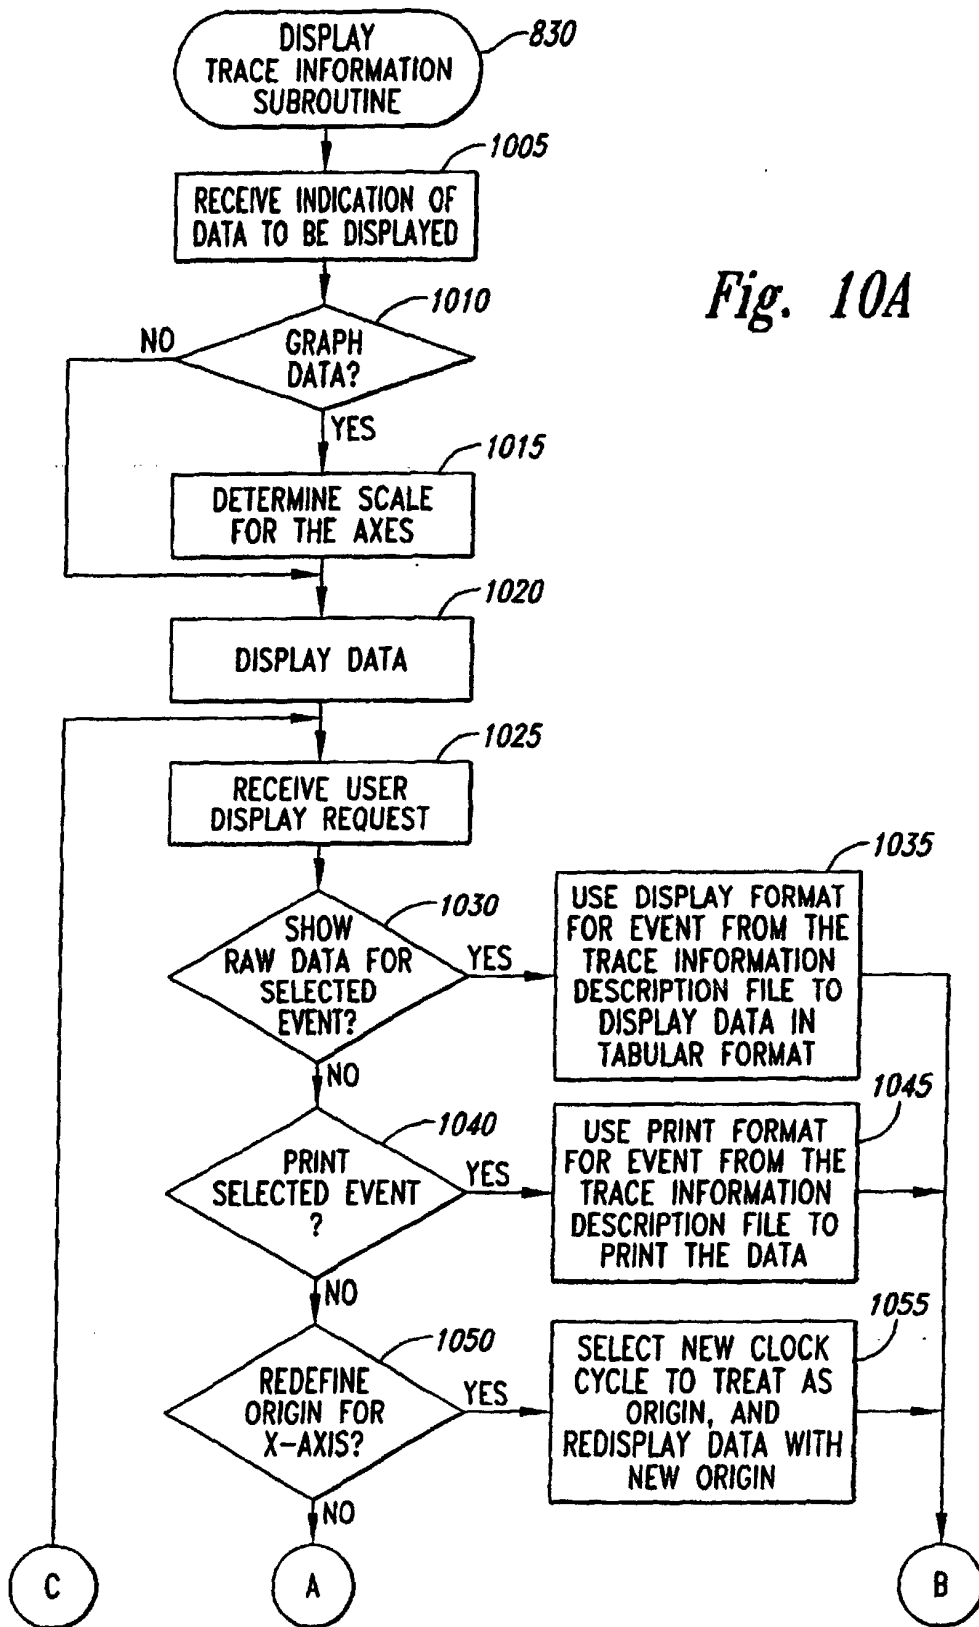 DISPLAY
TRACE INFORMATION
SUBROUTINE
830
1005
RECEIVE INDICATION OF
DATA TO BE DISPLAYED
Fig. 10A
1010
NO
GRAPH
DATA?
YES
1015
DETERMINE SCALE
FOR THE AXES
1020
DISPLAY DATA
1025
RECEIVE USER
DISPLAY REQUEST
1030
SHOW
RAW DATA FOR
SELECTED
EVENT?
YES
NO
1035
USE DISPLAY FORMAT
FOR EVENT FROM THE
TRACE INFORMATION
DESCRIPTION FILE TO
DISPLAY DATA IN
TABULAR FORMAT
1040
PRINT
SELECTED EVENT
?
YES
NO
1045
USE PRINT FORMAT
FOR EVENT FROM THE
TRACE INFORMATION
DESCRIPTION FILE TO
PRINT THE DATA
1050
REDEFINE
ORIGIN FOR
X-AXIS?
YES
NO
1055
SELECT NEW CLOCK
CYCLE TO TREAT AS
ORIGIN, AND
REDISPLAY DATA WITH
NEW ORIGIN
C
A
B